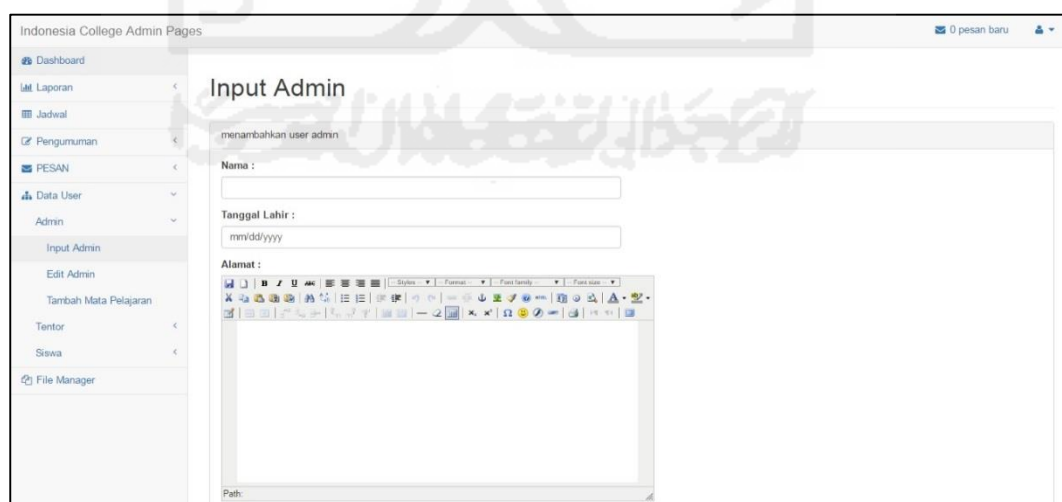 Indonesia College Admin Pages
0 pesan baru
Dashboard
Laporan
Jadwal
Pengumuman
PESAN
Data User
Admin
Input Admin
Edit Admin
Tambah Mata Pelajaran
Tentor
Siswa
File Manager
Input Admin
menambahkan user admin
Nama :
Tanggal Lahir :
mm/dd/yyyy
Alamat :
B I U ABC -- Styles -- -- Format -- -- Font family -- -- Font size --
Path: